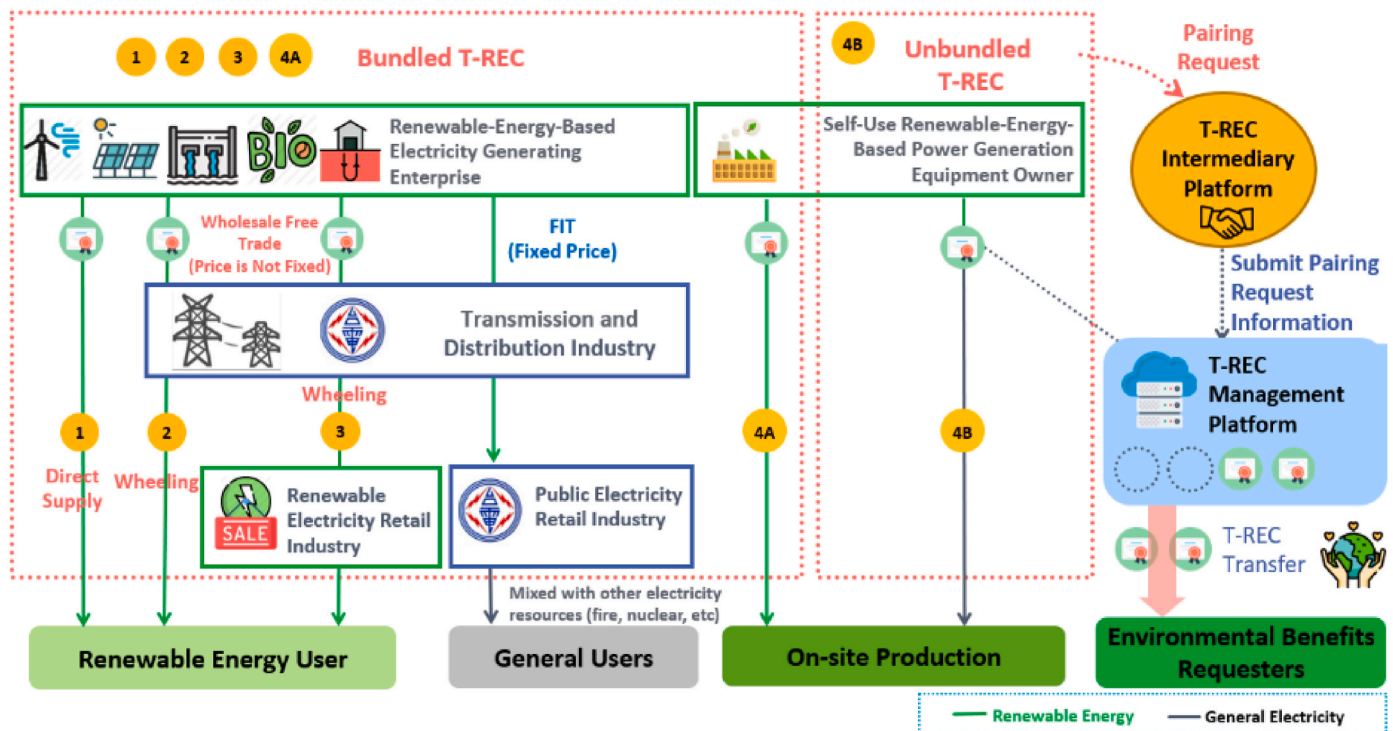 1
2
3
4A
Bundled T-REC
4B
Unbundled
T-REC
Pairing
Request
BIO
Renewable-Energy-Based
Electricity Generating
Enterprise
Self-Use Renewable-Energy-
Based Power Generation
Equipment Owner
T-REC
Intermediary
Platform
Wholesale Free
Trade
(Price is Not Fixed)
FIT
(Fixed Price)
Submit Pairing
Request
Information
Transmission and
Distribution Industry
T-REC
Management
Platform
Wheeling
1
2
3
4A
4B
Direct
Supply
Wheeling
SALE
Renewable
Electricity Retail
Industry
Public Electricity
Retail Industry
T-REC
Transfer
Mixed with other electricity
resources (fire, nuclear, etc)
Renewable Energy User
General Users
On-site Production
Environmental Benefits
Requesters
Renewable Energy
General Electricity